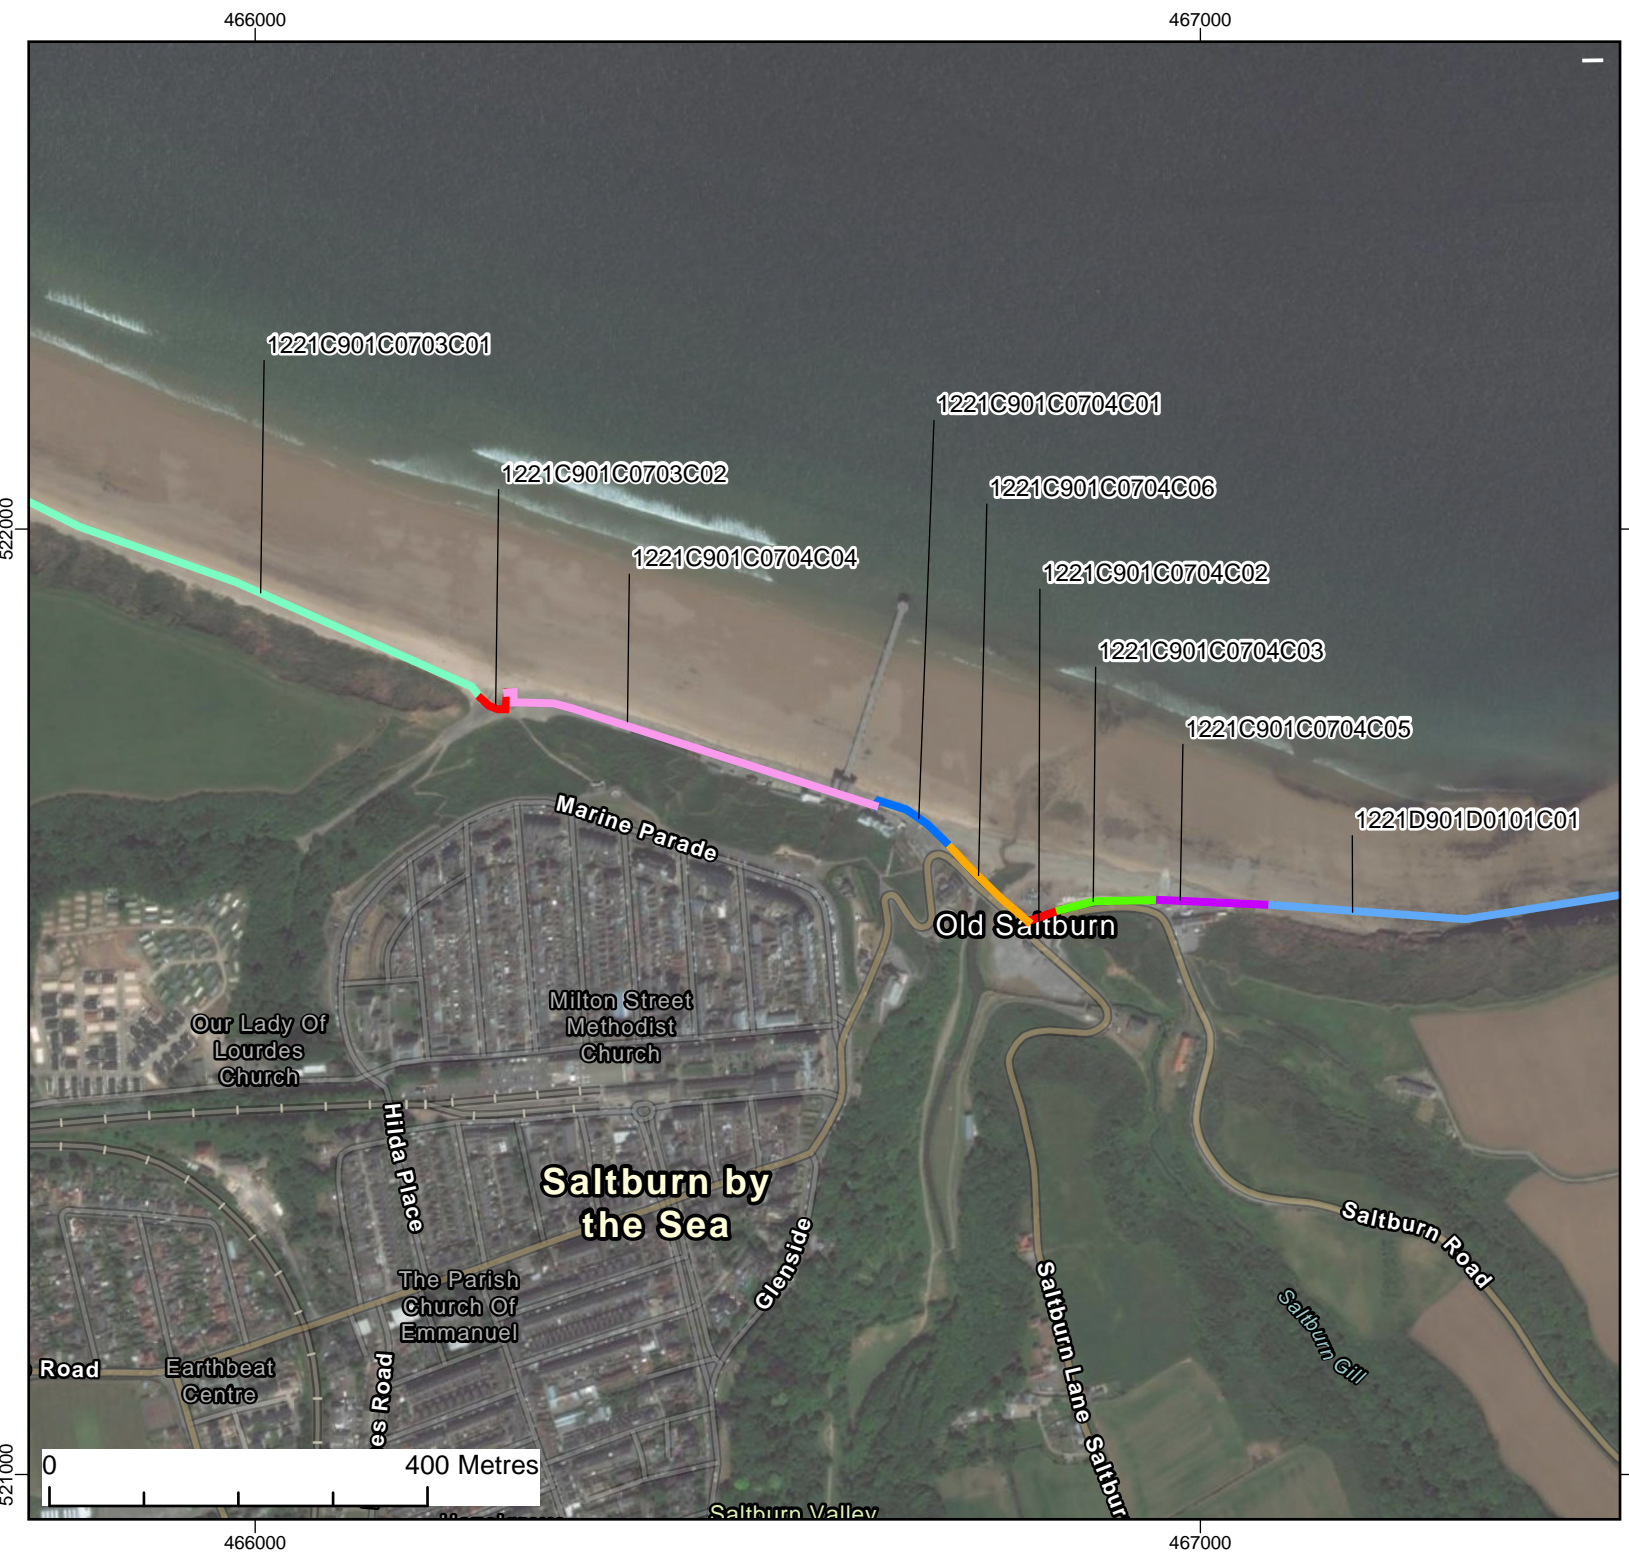 466000
467000
1221C901C0703C01
1221C901C0704C01
1221C901C0703C02
1221C901C0704C06
522000
1221C901C0704C04
1221C901C0704C02
1221C901C0704C03
1221C901C0704C05
Marine Parade
1221D901D0101C01
Old Saltburn
Milton Street
Methodist
Church
Our Lady Of
Lourdes
Church
Hilda Place
Saltburn by
the Sea
Saltburn Road
Glenside
The Parish
Church Of
Emmanuel
Saltburn Lane
Saltburn Gill
Road
Earthbeat
Centre
es Road
Saltbur
0
400 Metres
521000
Saltburn Valley
466000
467000